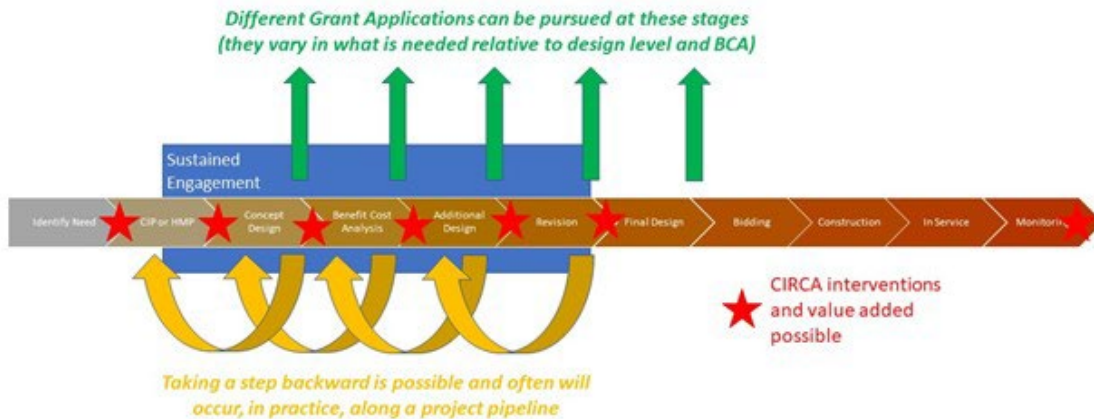 Different Grant Applications can be pursued at these stages
(they vary in what is needed relative to design level and BCA)
Sustained
Engagement
Identify Need
CIP or HMP
Concept
Design
Benefit Cost
Analysis
Additional
Design
Revision
Final Design
Bidding
Construction
In Service
Monitorin
CIRCA interventions
and value added
possible
Taking a step backward is possible and often will
occur, in practice, along a project pipeline